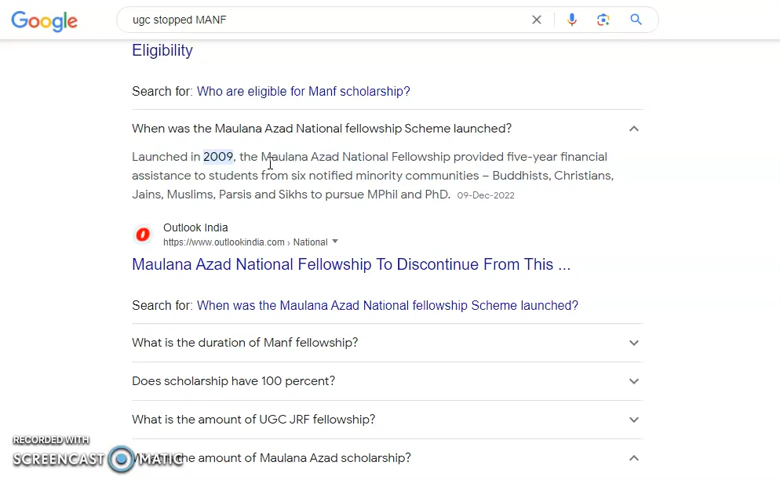 Google
ugc stopped MANF
Eligibility
Search for: Who are eligible for Manf scholarship?
When was the Maulana Azad National fellowship Scheme launched?
Launched in 2009, the Maulana Azad National Fellowship provided five-year financial
assistance to students from six notified minority communities – Buddhists, Christians,
Jains, Muslims, Parsis and Sikhs to pursue MPhil and PhD. 09-Dec-2022
Outlook India
https://www.outlookindia.com › National
Maulana Azad National Fellowship To Discontinue From This ...
Search for: When was the Maulana Azad National fellowship Scheme launched?
What is the duration of Manf fellowship?
Does scholarship have 100 percent?
What is the amount of UGC JRF fellowship?
RECORDED WITH
SCREENCAST MATIC
the amount of Maulana Azad scholarship?